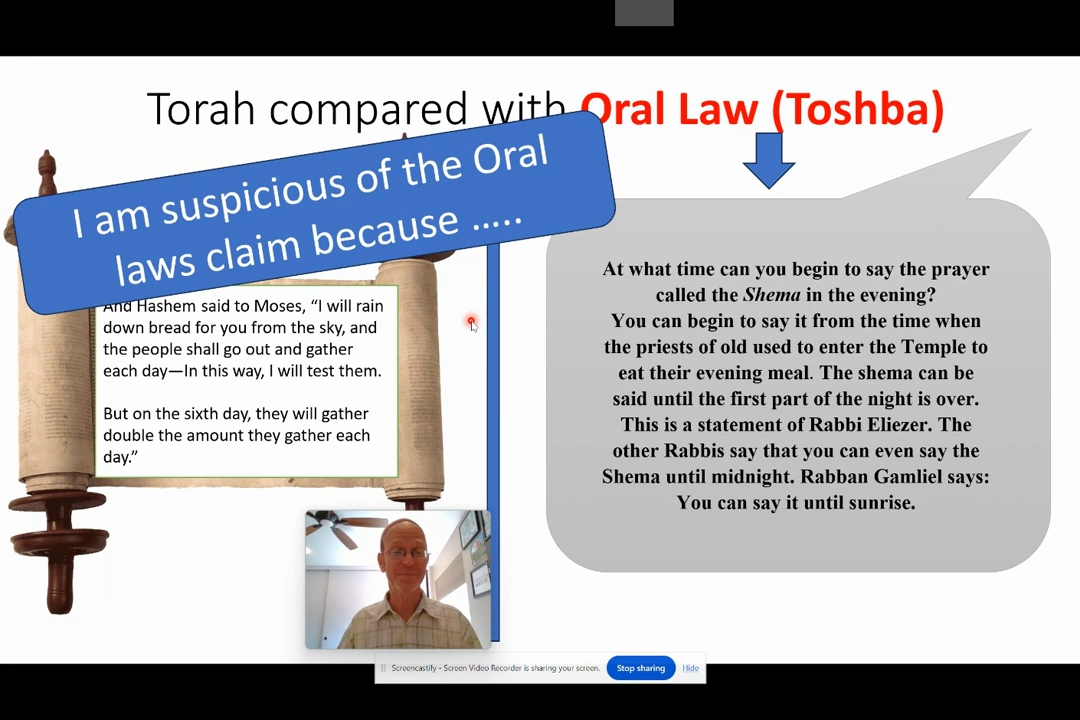 Torah compared with Oral Law (Toshba)
I am suspicious of the Oral
laws claim because .....
And Hashem said to Moses, “I will rain
down bread for you from the sky, and
the people shall go out and gather
each day—In this way, I will test them.
But on the sixth day, they will gather
double the amount they gather each
day.”
At what time can you begin to say the prayer
called the Shema in the evening?
You can begin to say it from the time when
the priests of old used to enter the Temple to
eat their evening meal. The shema can be
said until the first part of the night is over.
This is a statement of Rabbi Eliezer. The
other Rabbis say that you can even say the
Shema until midnight. Rabban Gamliel says:
You can say it until sunrise.
Screencastify - Screen Video Recorder is sharing your screen. Stop sharing Hide